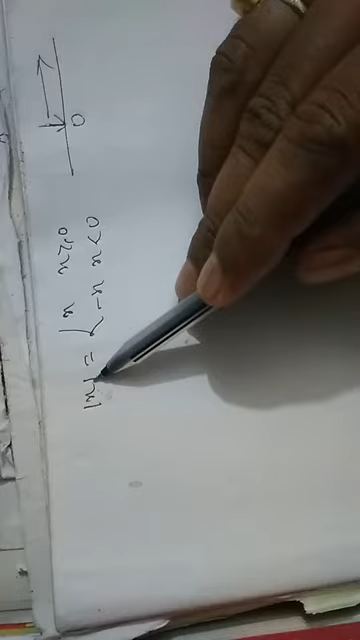 0
x x≥0
|x| = {
-x x<0